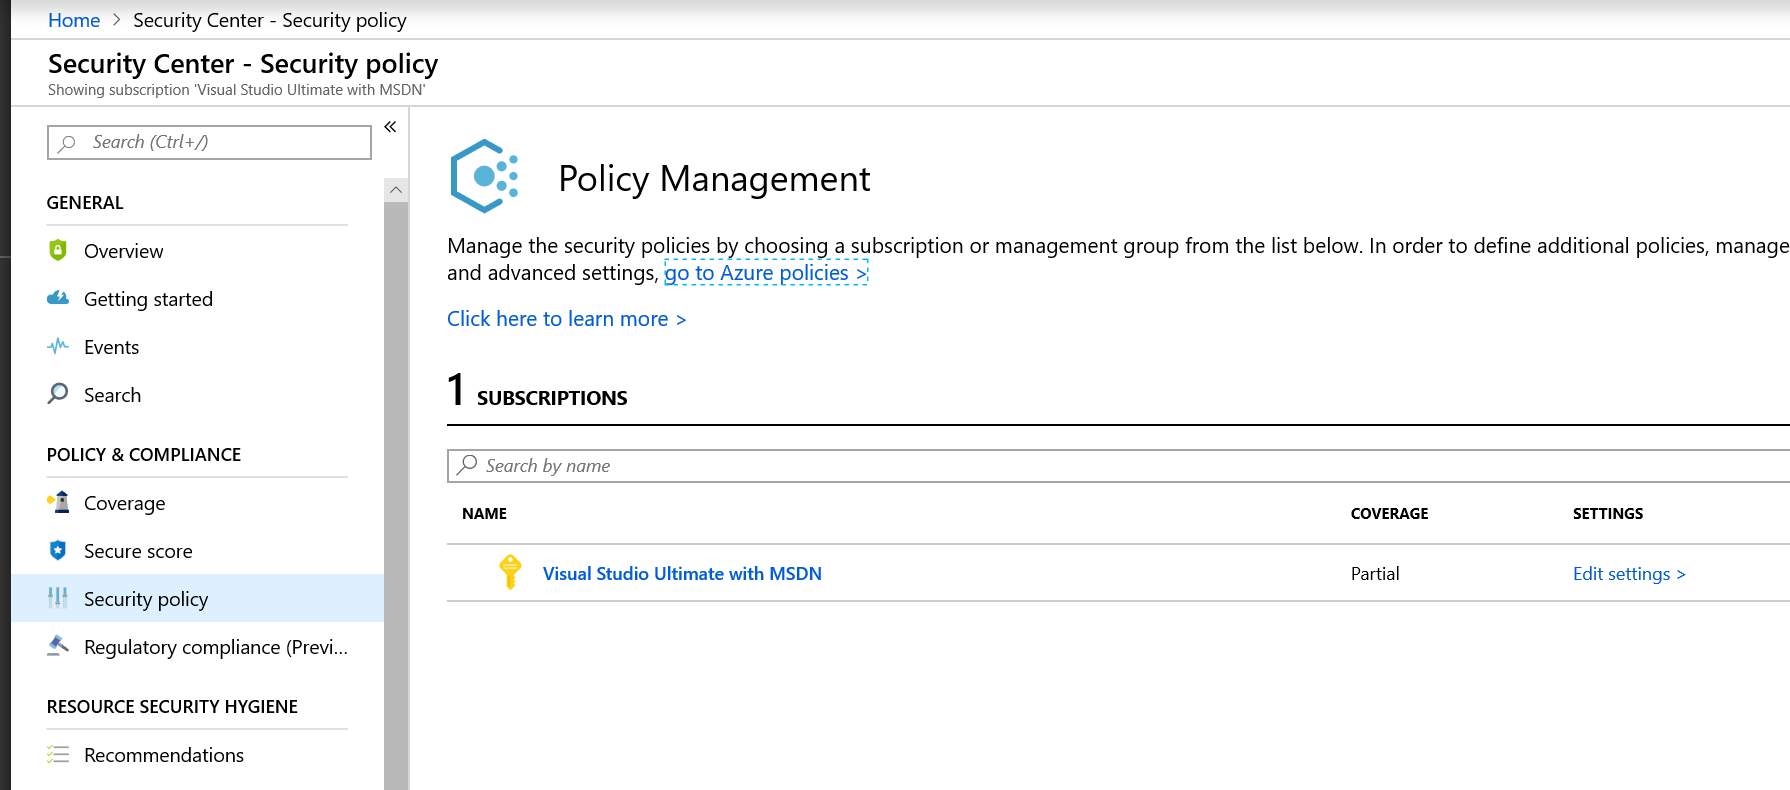 Home > Security Center - Security policy
Security Center - Security policy
Showing subscription 'Visual Studio Ultimate with MSDN'
Search (Ctrl+/)
«
GENERAL
Overview
Getting started
Events
Search
POLICY & COMPLIANCE
Coverage
Secure score
Security policy
Regulatory compliance (Previ...
RESOURCE SECURITY HYGIENE
Recommendations
Policy Management
Manage the security policies by choosing a subscription or management group from the list below. In order to define additional policies, manage
and advanced settings, go to Azure policies >
Click here to learn more >
1 SUBSCRIPTIONS
Search by name
NAME COVERAGE SETTINGS
Visual Studio Ultimate with MSDN Partial Edit settings >